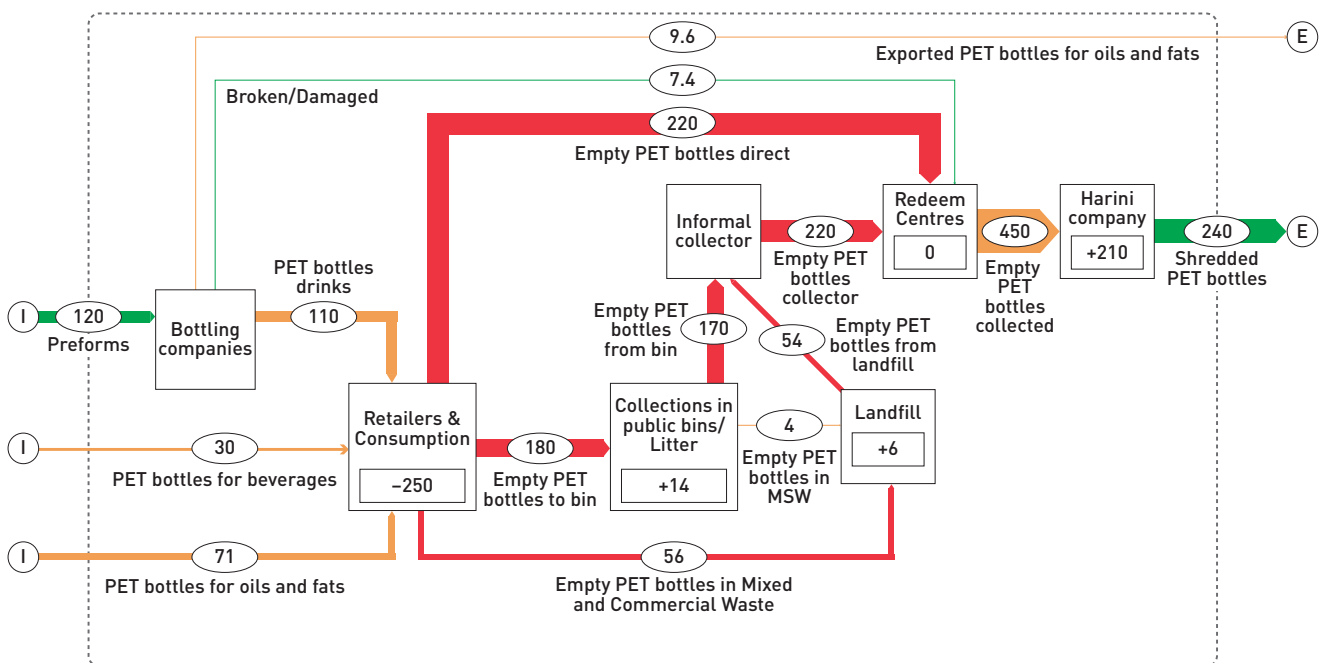 9.6
E
Exported PET bottles for oils and fats
7.4
Broken/Damaged
220
Empty PET bottles direct
Informal
collector
220
Empty PET
bottles
collector
Redeem
Centres
0
450
Empty
PET
bottles
collected
Harini
company
+210
240
E
Shredded
PET bottles
I
120
Preforms
Bottling
companies
PET bottles
drinks
110
Empty PET
bottles
from bin
170
54
Empty PET
bottles from
landfill
Retailers &
Consumption
−250
I
30
PET bottles for beverages
180
Empty PET
bottles to bin
Collections in
public bins/
Litter
+14
4
Empty PET
bottles in
MSW
Landfill
+6
I
71
PET bottles for oils and fats
56
Empty PET bottles in Mixed
and Commercial Waste